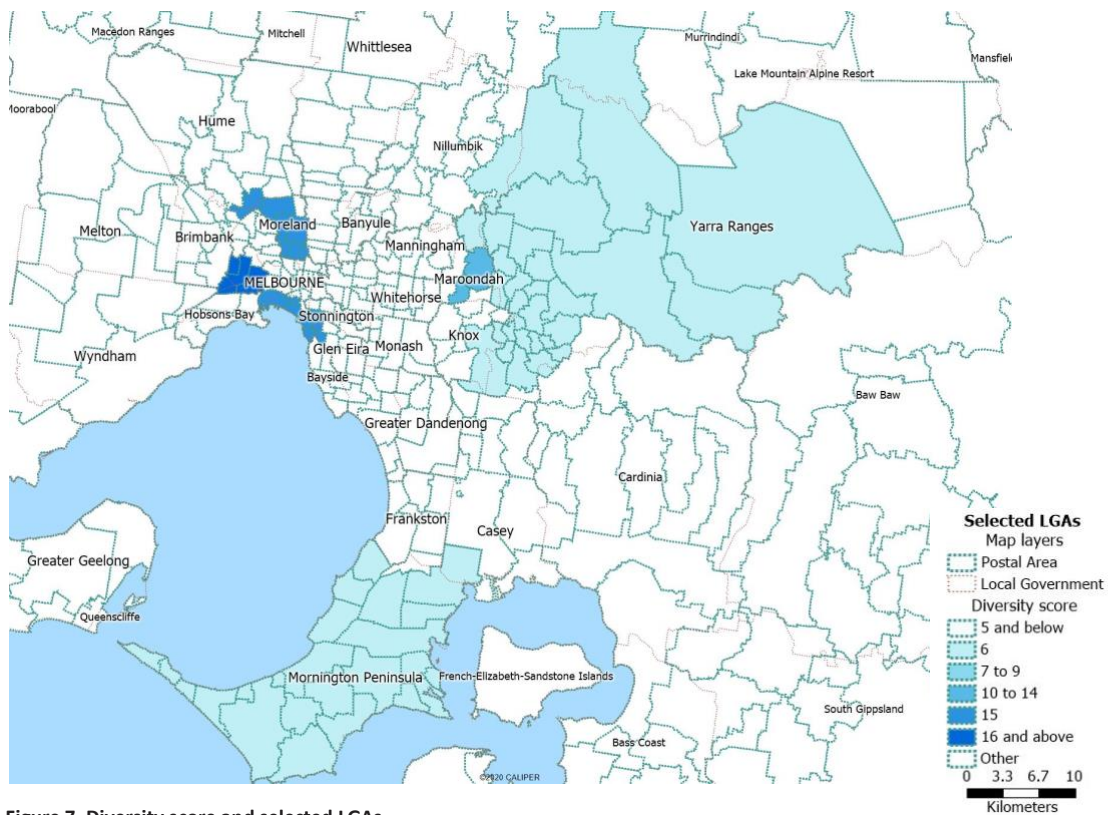 Macedon Ranges
Mitchell
Whittlesea
Murrindindi
Lake Mountain Alpine Resort
Mansfiel
Moorabool
Hume
Nillumbik
Melton
Brimbank
Moreland
Banyule
Manningham
Yarra Ranges
MELBOURNE
Maroondah
Whitehorse
Hobsons Bay
Stonnington
Wyndham
Glen Eira
Monash
Knox
Bayside
Greater Dandenong
Baw Baw
Cardinia
Frankston
Casey
Greater Geelong
Queenscliffe
Mornington Peninsula
French-Elizabeth-Sandstone Islands
South Gippsland
Bass Coast
©2020 CALIPER
Selected LGAs
Map layers
Postal Area
Local Government
Diversity score
5 and below
6
7 to 9
10 to 14
15
16 and above
Other
0 3.3 6.7 10
Kilometers
Figure 7. Diversity score and selected LGAs